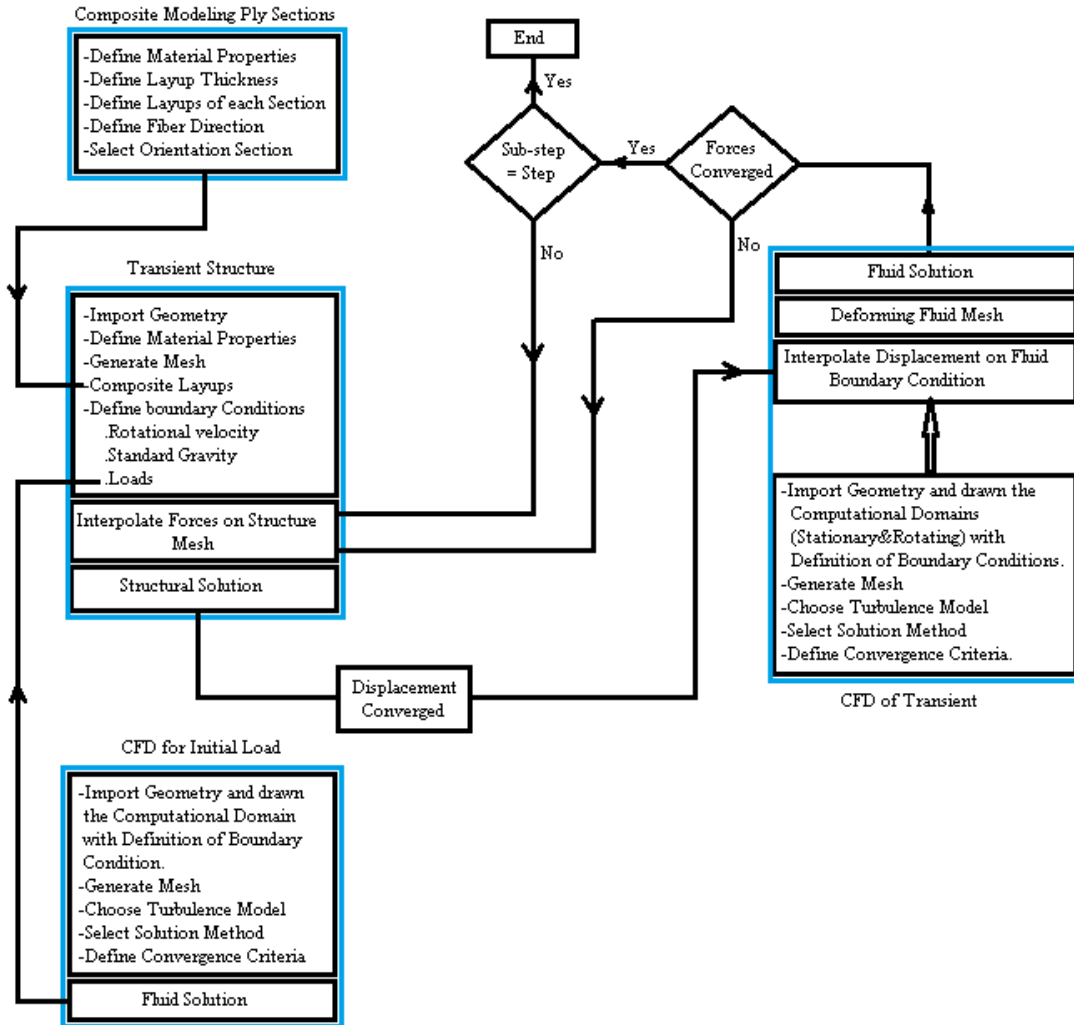 Composite Modeling Ply Sections
-Define Material Properties
-Define Layup Thickness
-Define Layups of each Section
-Define Fiber Direction
-Select Orientation Section
End
Yes
Sub-step
= Step
Yes
Forces
Converged
No
No
Transient Structure
-Import Geometry
-Define Material Properties
-Generate Mesh
-Composite Layups
-Define boundary Conditions
.Rotational velocity
.Standard Gravity
.Loads
Interpolate Forces on Structure
Mesh
Structural Solution
Displacement
Converged
Fluid Solution
Deforming Fluid Mesh
Interpolate Displacement on Fluid
Boundary Condition
-Import Geometry and drawn the
Computational Domains
(Stationary&Rotating) with
Definition of Boundary Conditions.
-Generate Mesh
-Choose Turbulence Model
-Select Solution Method
-Define Convergence Criteria.
CFD of Transient
CFD for Initial Load
-Import Geometry and drawn
the Computational Domain
with Definition of Boundary
Condition.
-Generate Mesh
-Choose Turbulence Model
-Select Solution Method
-Define Convergence Criteria
Fluid Solution